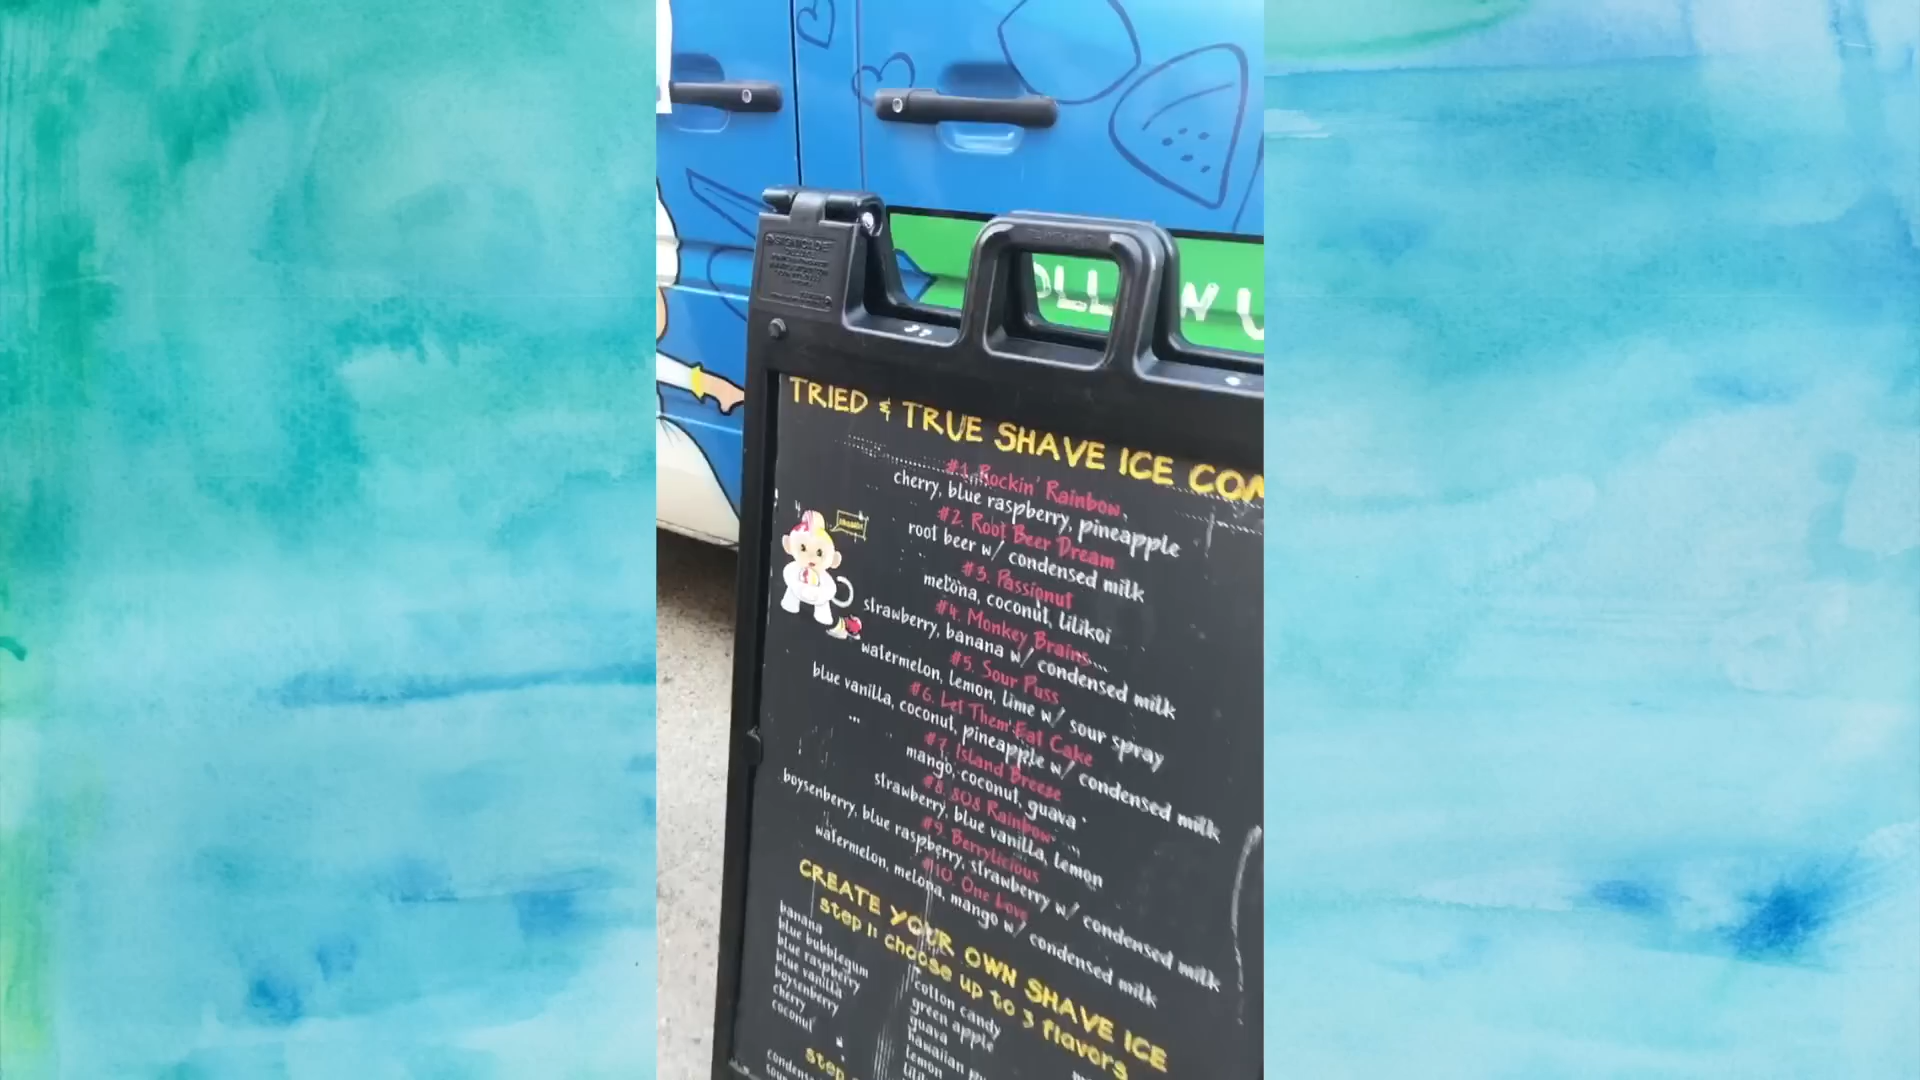 TRIED & TRUE SHAVE ICE
#1. Rockin' Rainbow
cherry, blue raspberry, pineapple
#2. Root Beer Dream
root beer w/ condensed milk
#3. Passionut
melona, coconut, lilikoi
#4. Monkey Brains
strawberry, banana w/ condensed milk
#5. Sour Puss
watermelon, lemon, lime w/ sour spray
#6. Let Them Eat Cake
blue vanilla, coconut, pineapple w/ condensed milk
#7. Island Breeze
mango, coconut, guava
#8. 808 Rainbow
strawberry, blue vanilla, lemon
#9. Berrylicious
boysenberry, blue raspberry, strawberry w/ condensed milk
#10. One Love
watermelon, melona, mango w/ condensed milk
CREATE YOUR OWN SHAVE ICE
step 1: choose up to 3 flavors
banana
blue bubblegum
blue raspberry
blue vanilla
boysenberry
cherry
coconut
cotton candy
green apple
guava
hawaiian
lemon
step